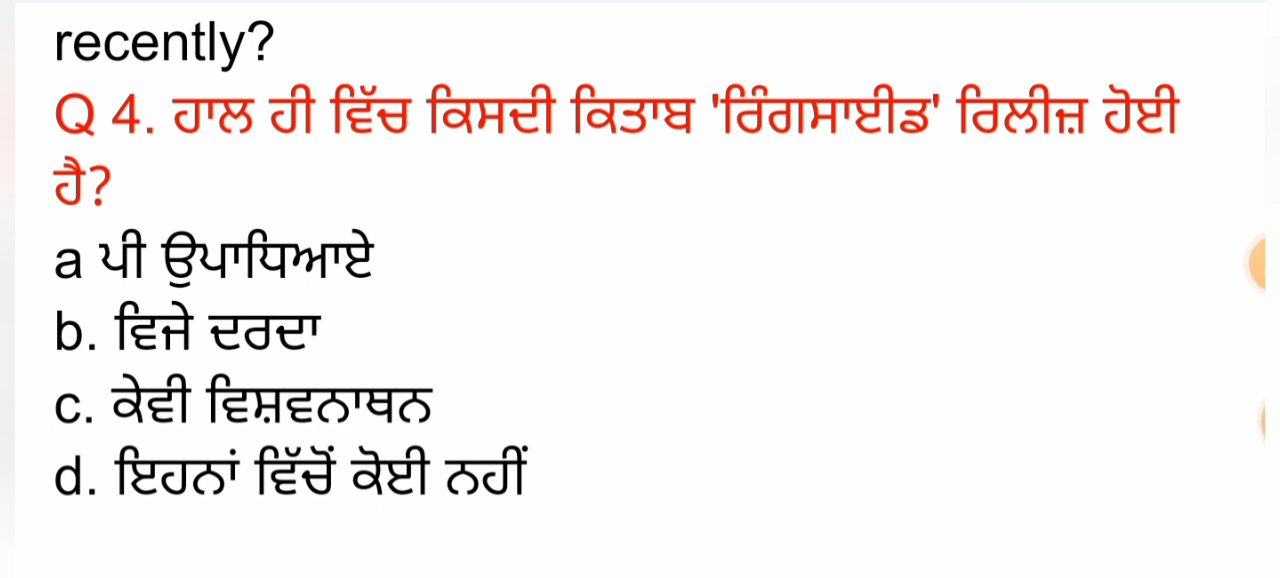 recently?
Q 4. ਹਾਲ ਹੀ ਵਿੱਚ ਕਿਸਦੀ ਕਿਤਾਬ 'ਰਿੰਗਸਾਈਡ' ਰਿਲੀਜ਼ ਹੋਈ
ਹੈ?
a ਪੀ ਉਪਾਧਿਆਏ
b. ਵਿਜੇ ਦਰਦਾ
c. ਕੇਵੀ ਵਿਸ਼ਵਨਾਥਨ
d. ਇਹਨਾਂ ਵਿੱਚੋਂ ਕੋਈ ਨਹੀਂ